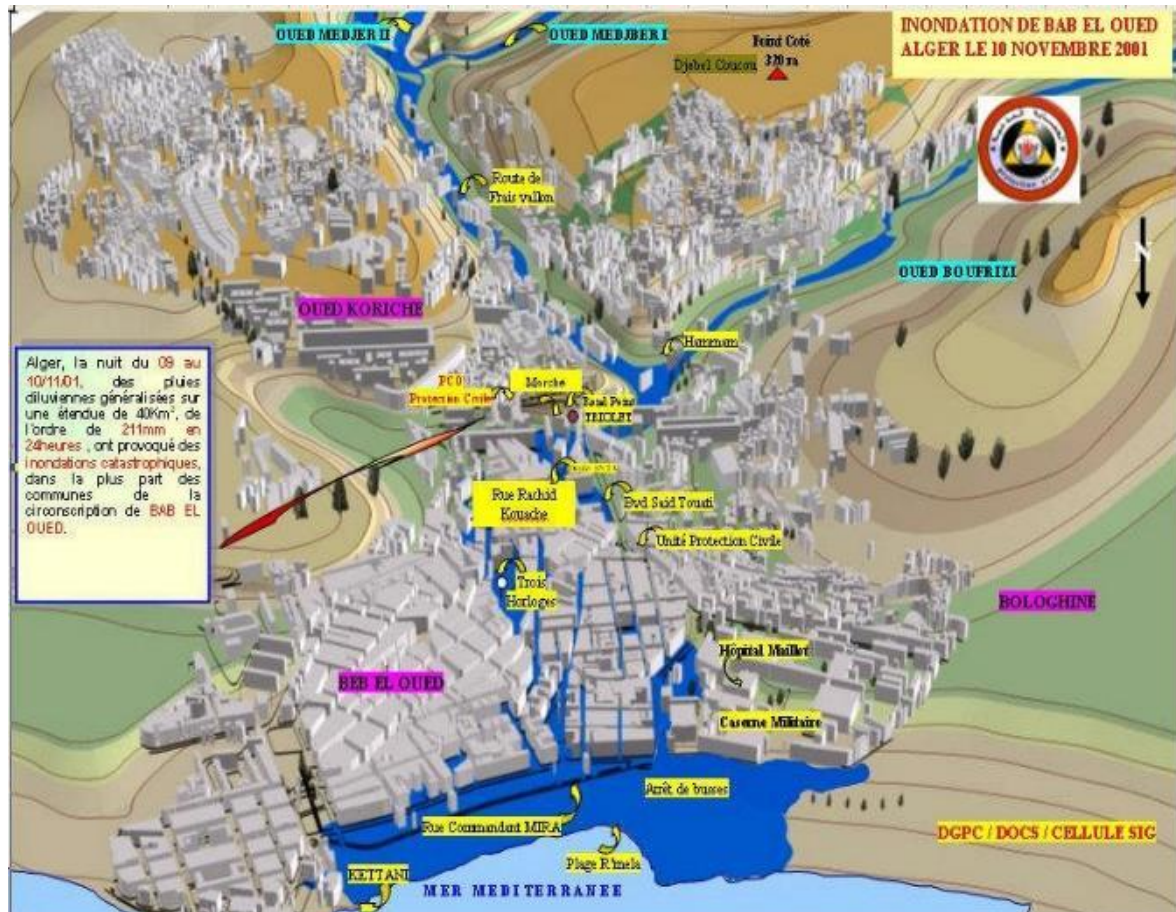 OUED MEDJER II
OUED MEDJBER I
Point Coté
320 m
Djebel Coucou
INONDATION DE BAB EL OUED
ALGER LE 10 NOVEMBRE 2001
Route de
Frais vallon
N
OUED BOUFRIZI
OUED KORICHE
Hammam
Alger, la nuit du 09 au
10/11/01, des pluies
diluviennes généralisées sur
une étendue de 40Km², de
l'ordre de 211mm en
24heures , ont provoqué des
inondations catastrophiques,
dans la plus part des
communes de la
circonscription de BAB EL
OUED.
PCO
Protection Civile
Marche
Rond Point
TRIOLET
Rue Rachid
Kouache
Bvd Said Touati
Unité Protection Civile
Trois
Horloges
BOLOGHINE
Hôpital Maillot
BEB EL OUED
Caserne Militaire
Arrêt de busses
Rue Commandant MIRA
DGPC / DOCS / CELLULE SIG
Plage R'mela
KETTANI
MER MEDITERRANEE